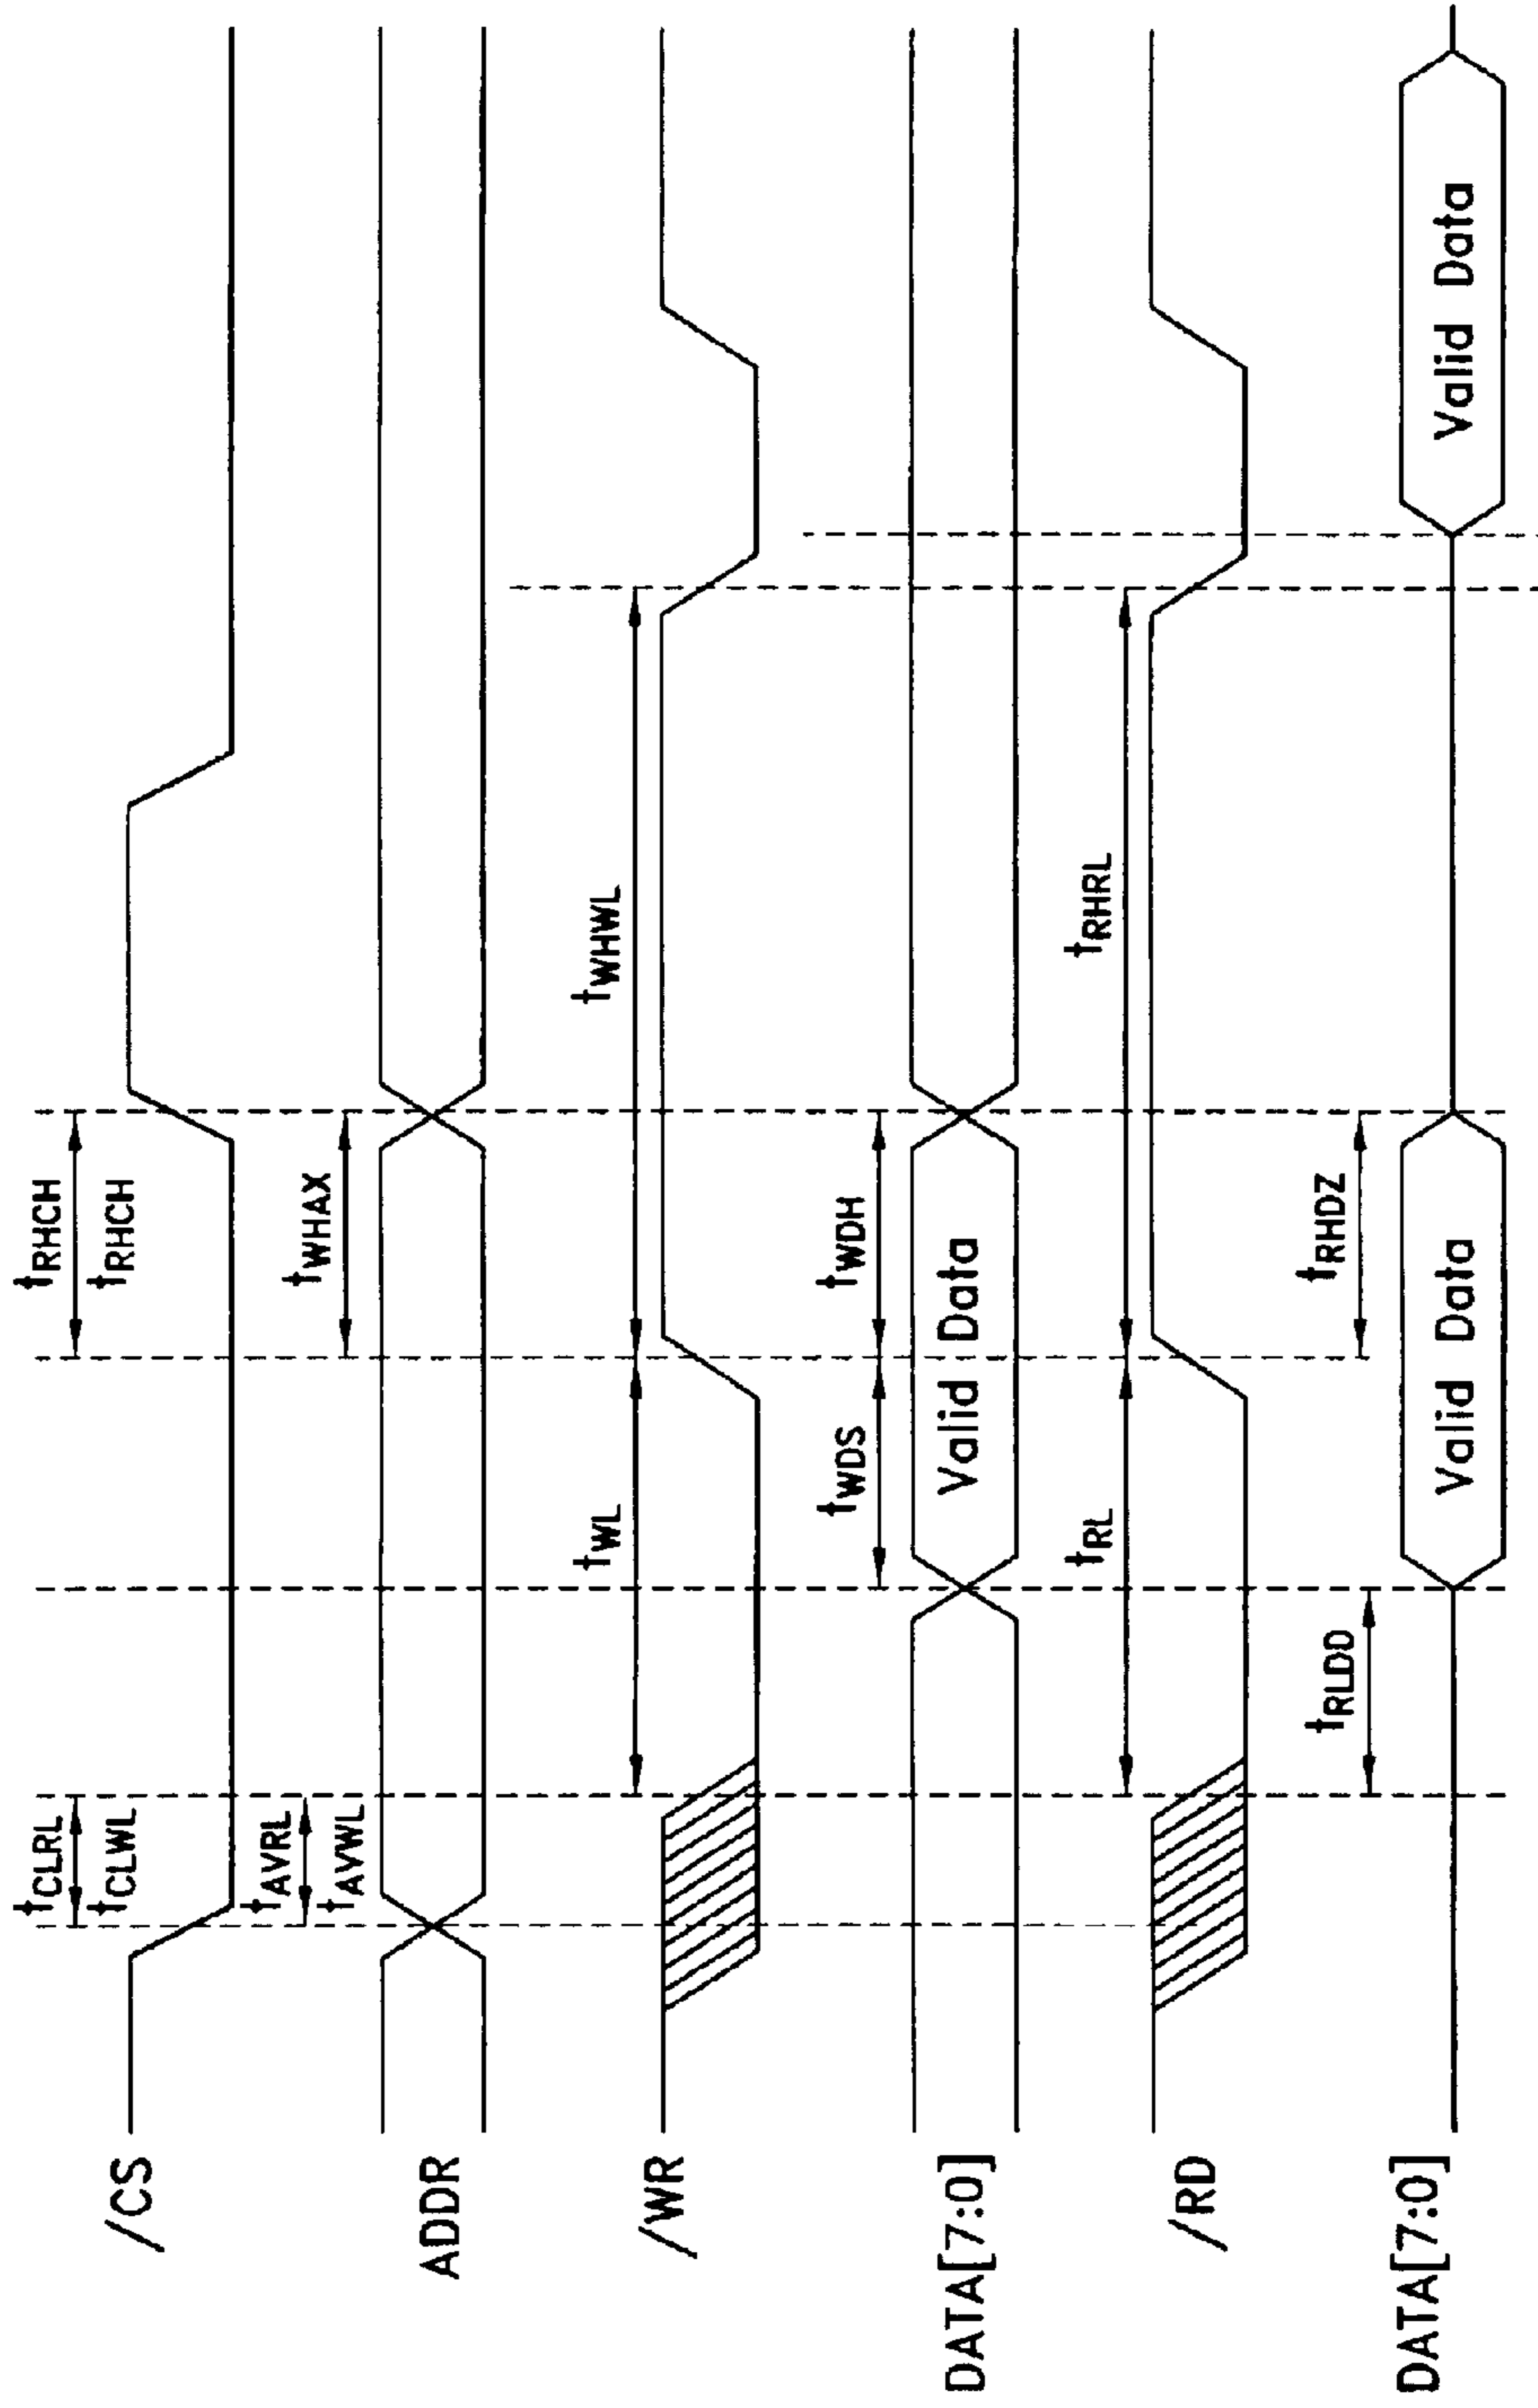 /CS
tCLRL
tCLWL
tRHCH
tRHCH
ADDR
tAVRL
tAVWL
tWHAX
/WR
tWL
tWHWL
DATA[7:0]
tWDS
tWDH
Valid Data
/RD
tRL
tRHRL
DATA[7:0]
tRLDD
tRHDZ
Valid Data
Valid Data